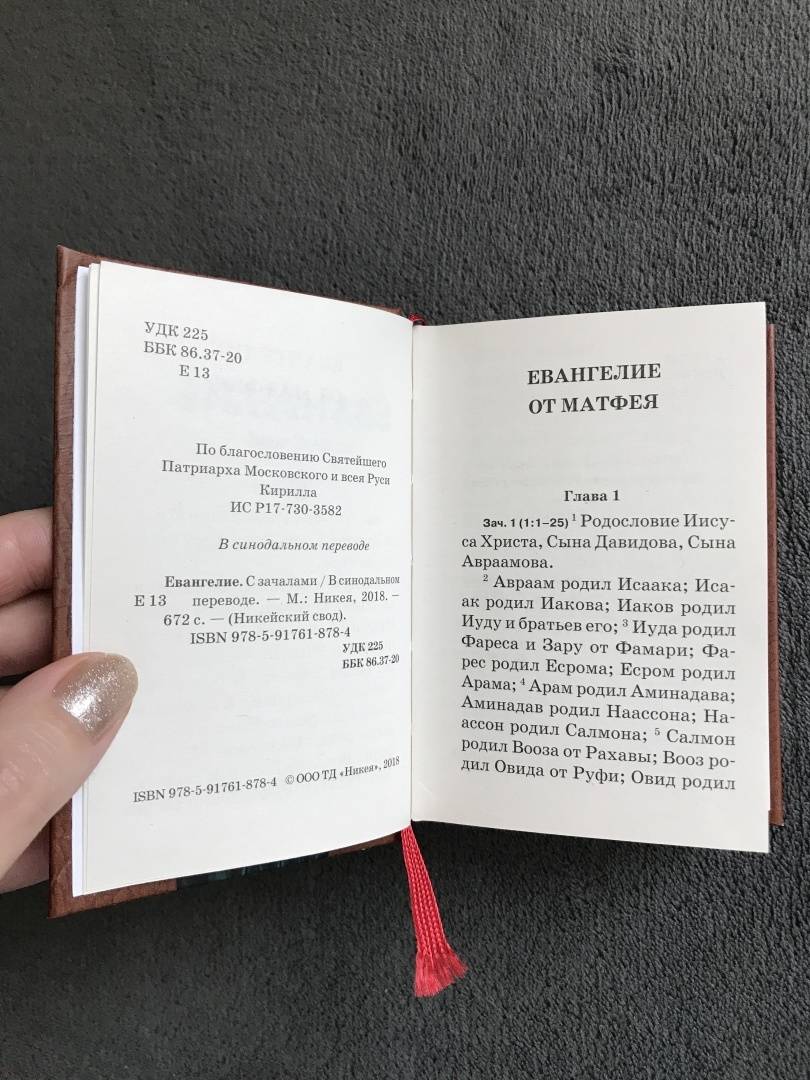 УДК 225
ББК 86.37-20
Е 13
По благословению Святейшего
Патриарха Московского и всея Руси
Кирилла
ИС Р17-730-3582
В синодальном переводе
Евангелие. С зачалами / В синодальном
Е 13 переводе. — М.: Никея, 2018. –
672 с. — (Никейский свод).
ISBN 978-5-91761-878-4
УДК 225
ББК 86.37-20
ISBN 978-5-91761-878-4 © ООО ТД «Никея», 2018
ЕВАНГЕЛИЕ
ОТ МАТФЕЯ
Глава 1
Зач. 1 (1:1–25) ¹ Родословие Иису-
са Христа, Сына Давидова, Сына
Авраамова.
² Авраам родил Исаака; Иса-
ак родил Иакова; Иаков родил
Иуду и братьев его; ³ Иуда родил
Фареса и Зару от Фамари; Фа-
рес родил Есрома; Есром родил
Арама; ⁴ Арам родил Аминадава;
Аминадав родил Наассона; На-
ассон родил Салмона; ⁵ Салмон
родил Вооза от Рахавы; Вооз ро-
дил Овида от Руфи; Овид родил